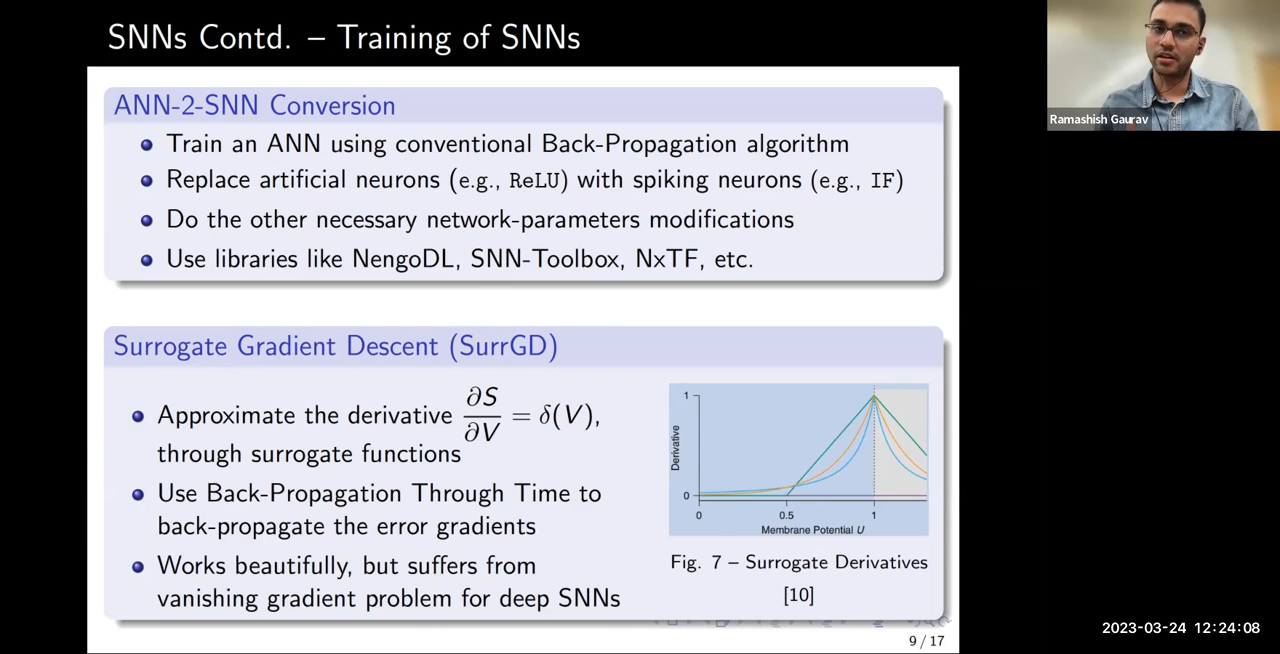 SNNs Contd. – Training of SNNs
Ramashish Gaurav
ANN-2-SNN Conversion
Train an ANN using conventional Back-Propagation algorithm
Replace artificial neurons (e.g., ReLU) with spiking neurons (e.g., IF)
Do the other necessary network-parameters modifications
Use libraries like NengoDL, SNN-Toolbox, NxTF, etc.
Surrogate Gradient Descent (SurrGD)
Approximate the derivative ∂S/∂V = δ(V),
through surrogate functions
Use Back-Propagation Through Time to
back-propagate the error gradients
Works beautifully, but suffers from
vanishing gradient problem for deep SNNs
1
Derivative
0
0 0.5 1
Membrane Potential U
Fig. 7 – Surrogate Derivatives
[10]
9 / 17
2023-03-24 12:24:08